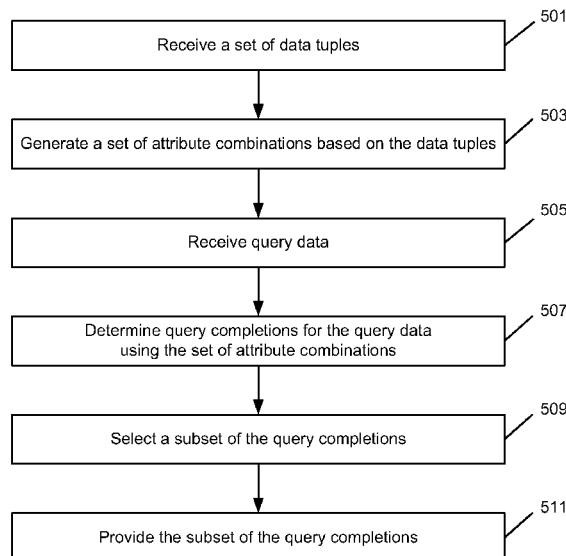 501
Receive a set of data tuples
503
Generate a set of attribute combinations based on the data tuples
505
Receive query data
507
Determine query completions for the query data
using the set of attribute combinations
509
Select a subset of the query completions
511
Provide the subset of the query completions